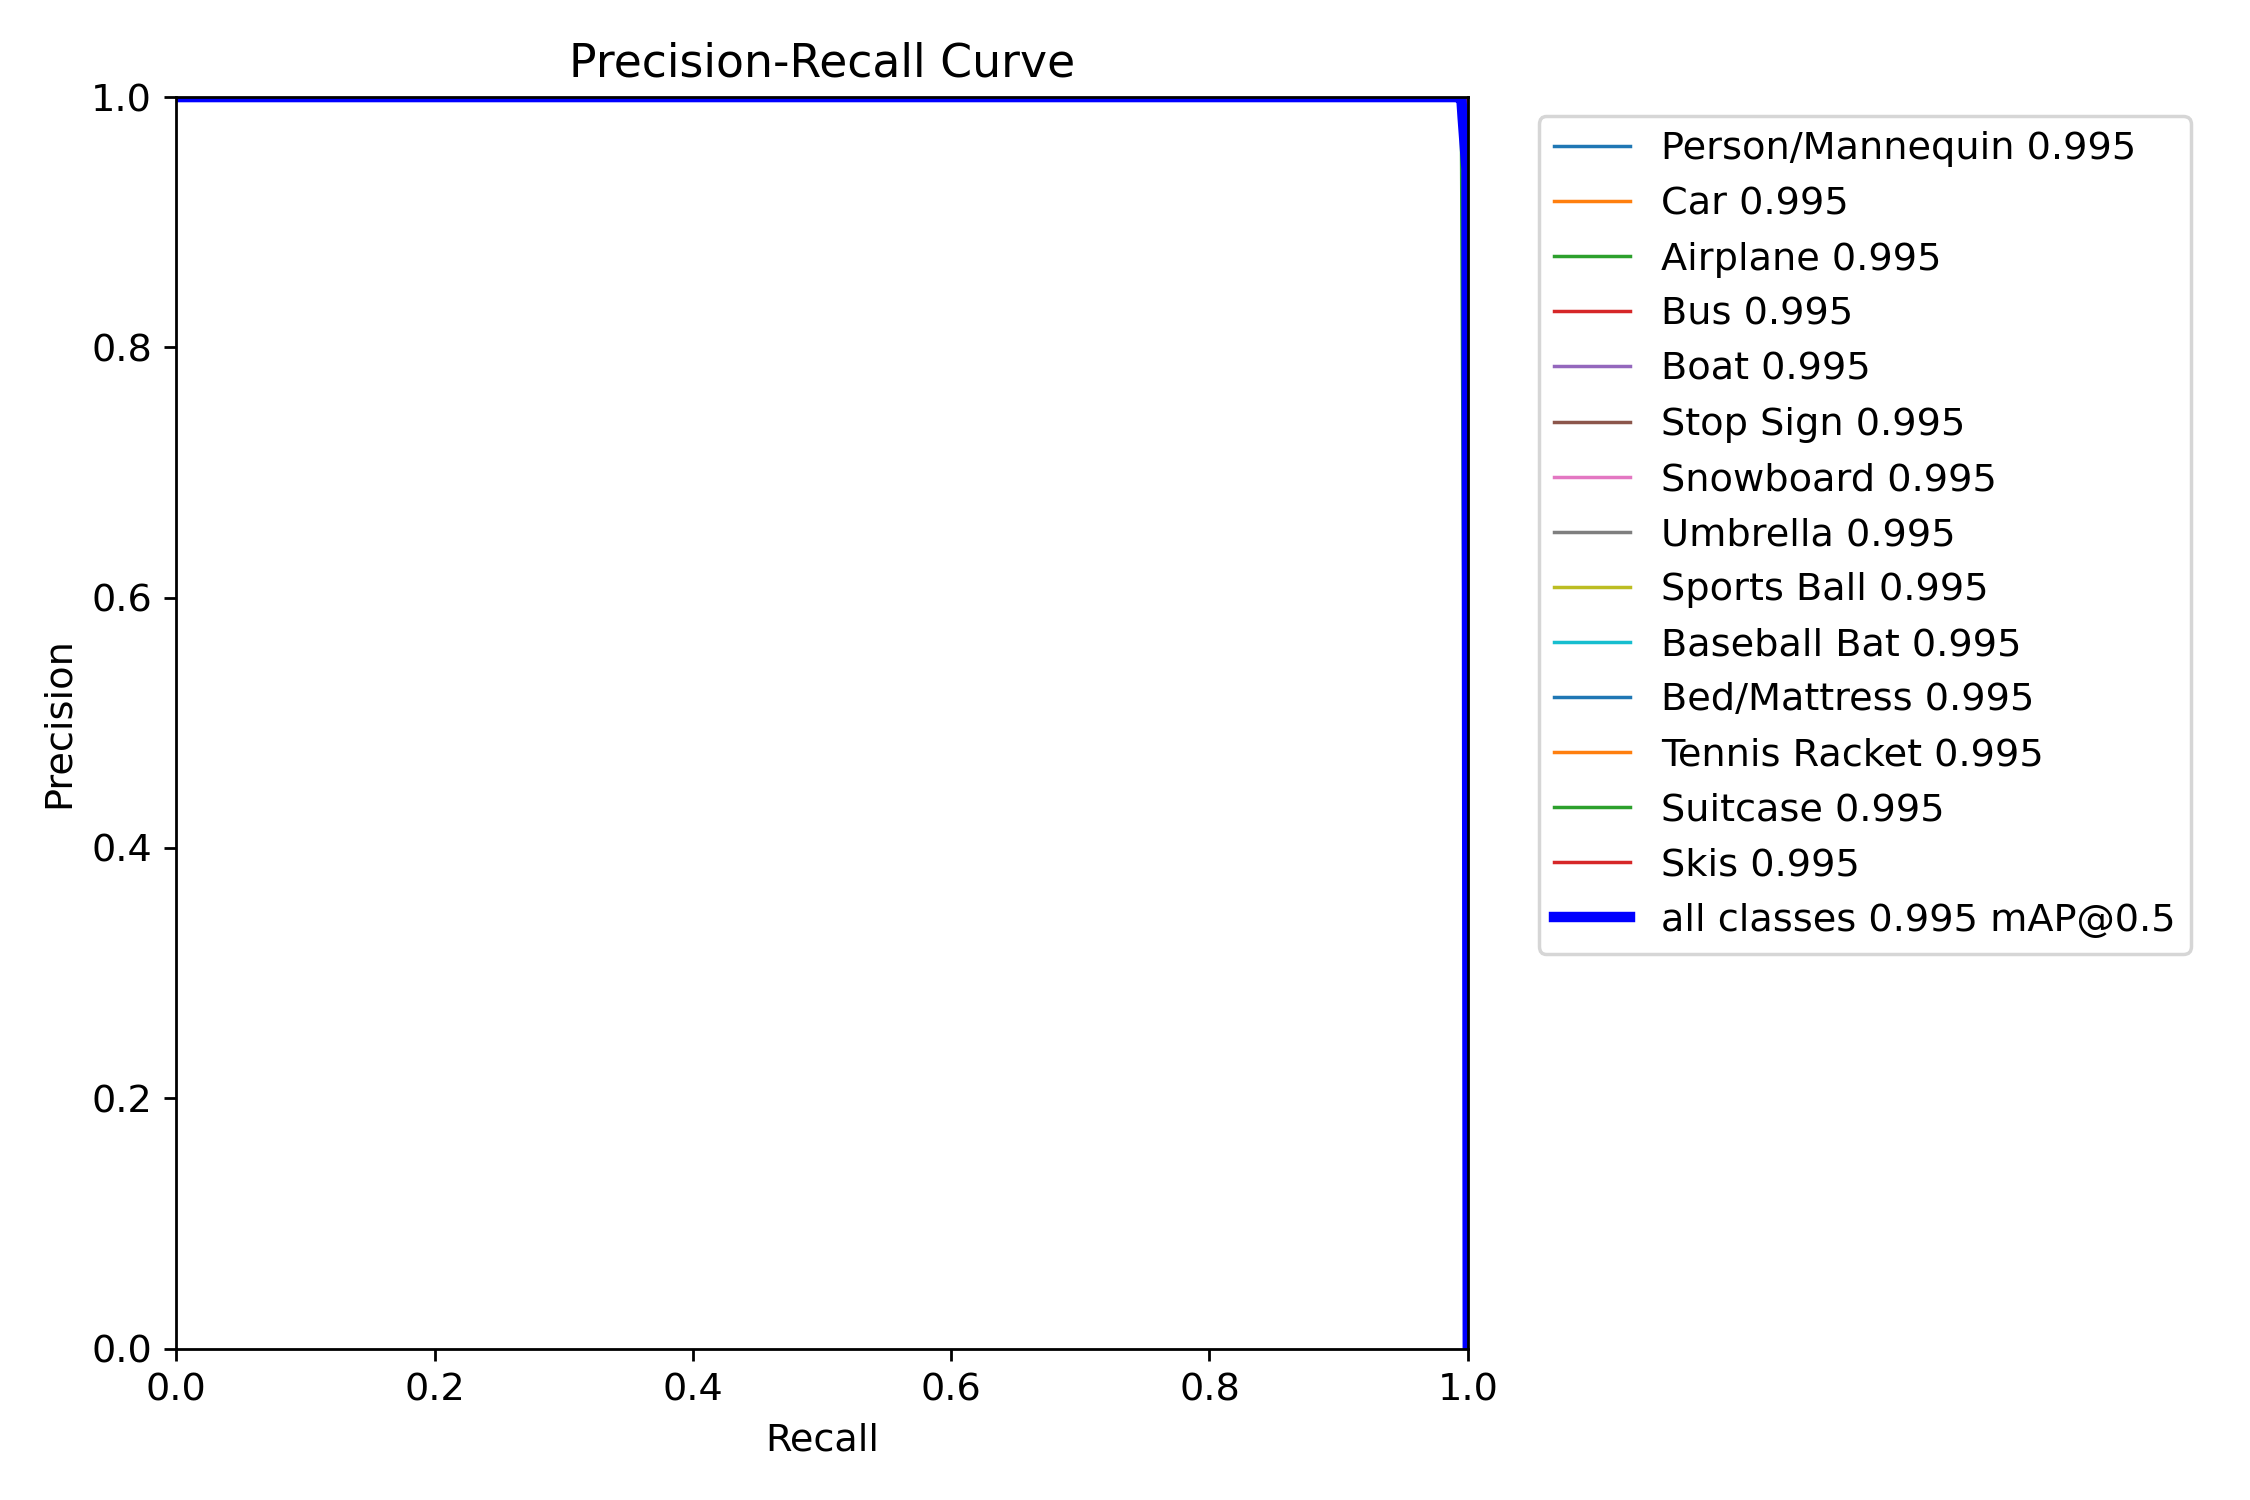 Precision-Recall Curve
1.0
0.8
0.6
0.4
0.2
0.0
Precision
0.0 0.2 0.4 0.6 0.8 1.0
Recall
Person/Mannequin 0.995
Car 0.995
Airplane 0.995
Bus 0.995
Boat 0.995
Stop Sign 0.995
Snowboard 0.995
Umbrella 0.995
Sports Ball 0.995
Baseball Bat 0.995
Bed/Mattress 0.995
Tennis Racket 0.995
Suitcase 0.995
Skis 0.995
all classes 0.995 mAP@0.5